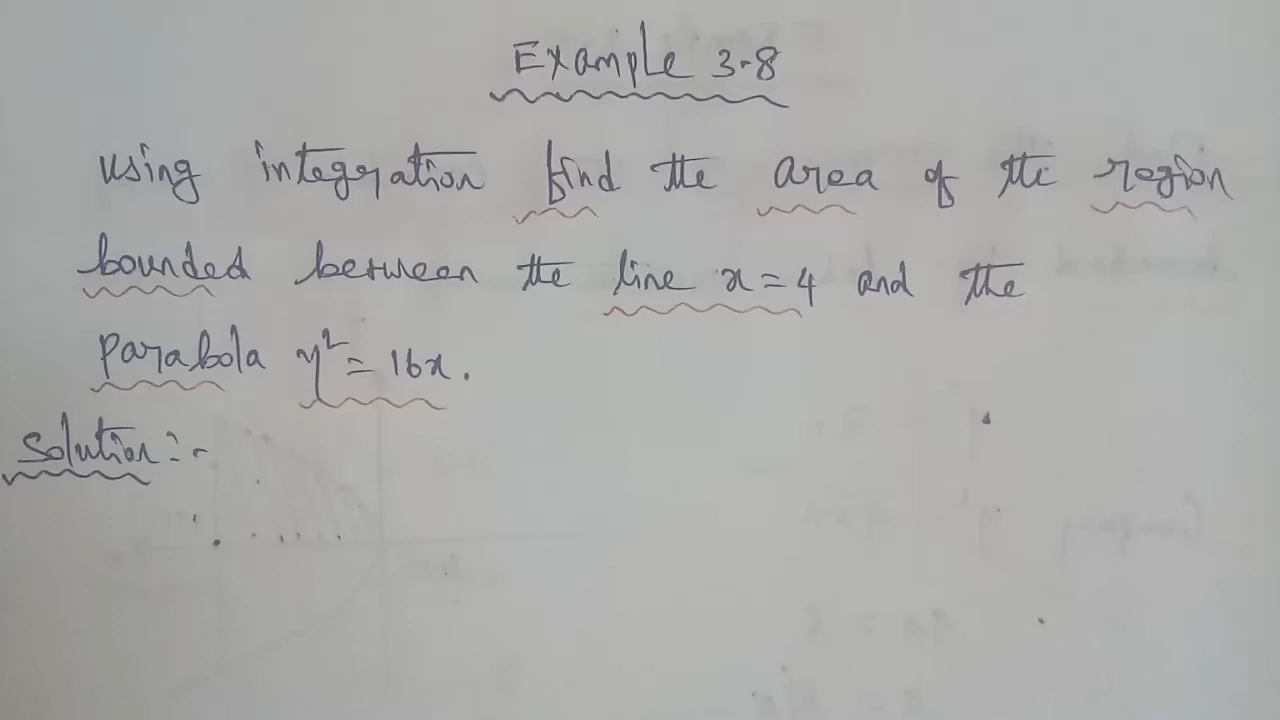 Example 3.8
using integration find the area of the region
bounded between the line x = 4 and the
parabola y² = 16x.
Solution:-